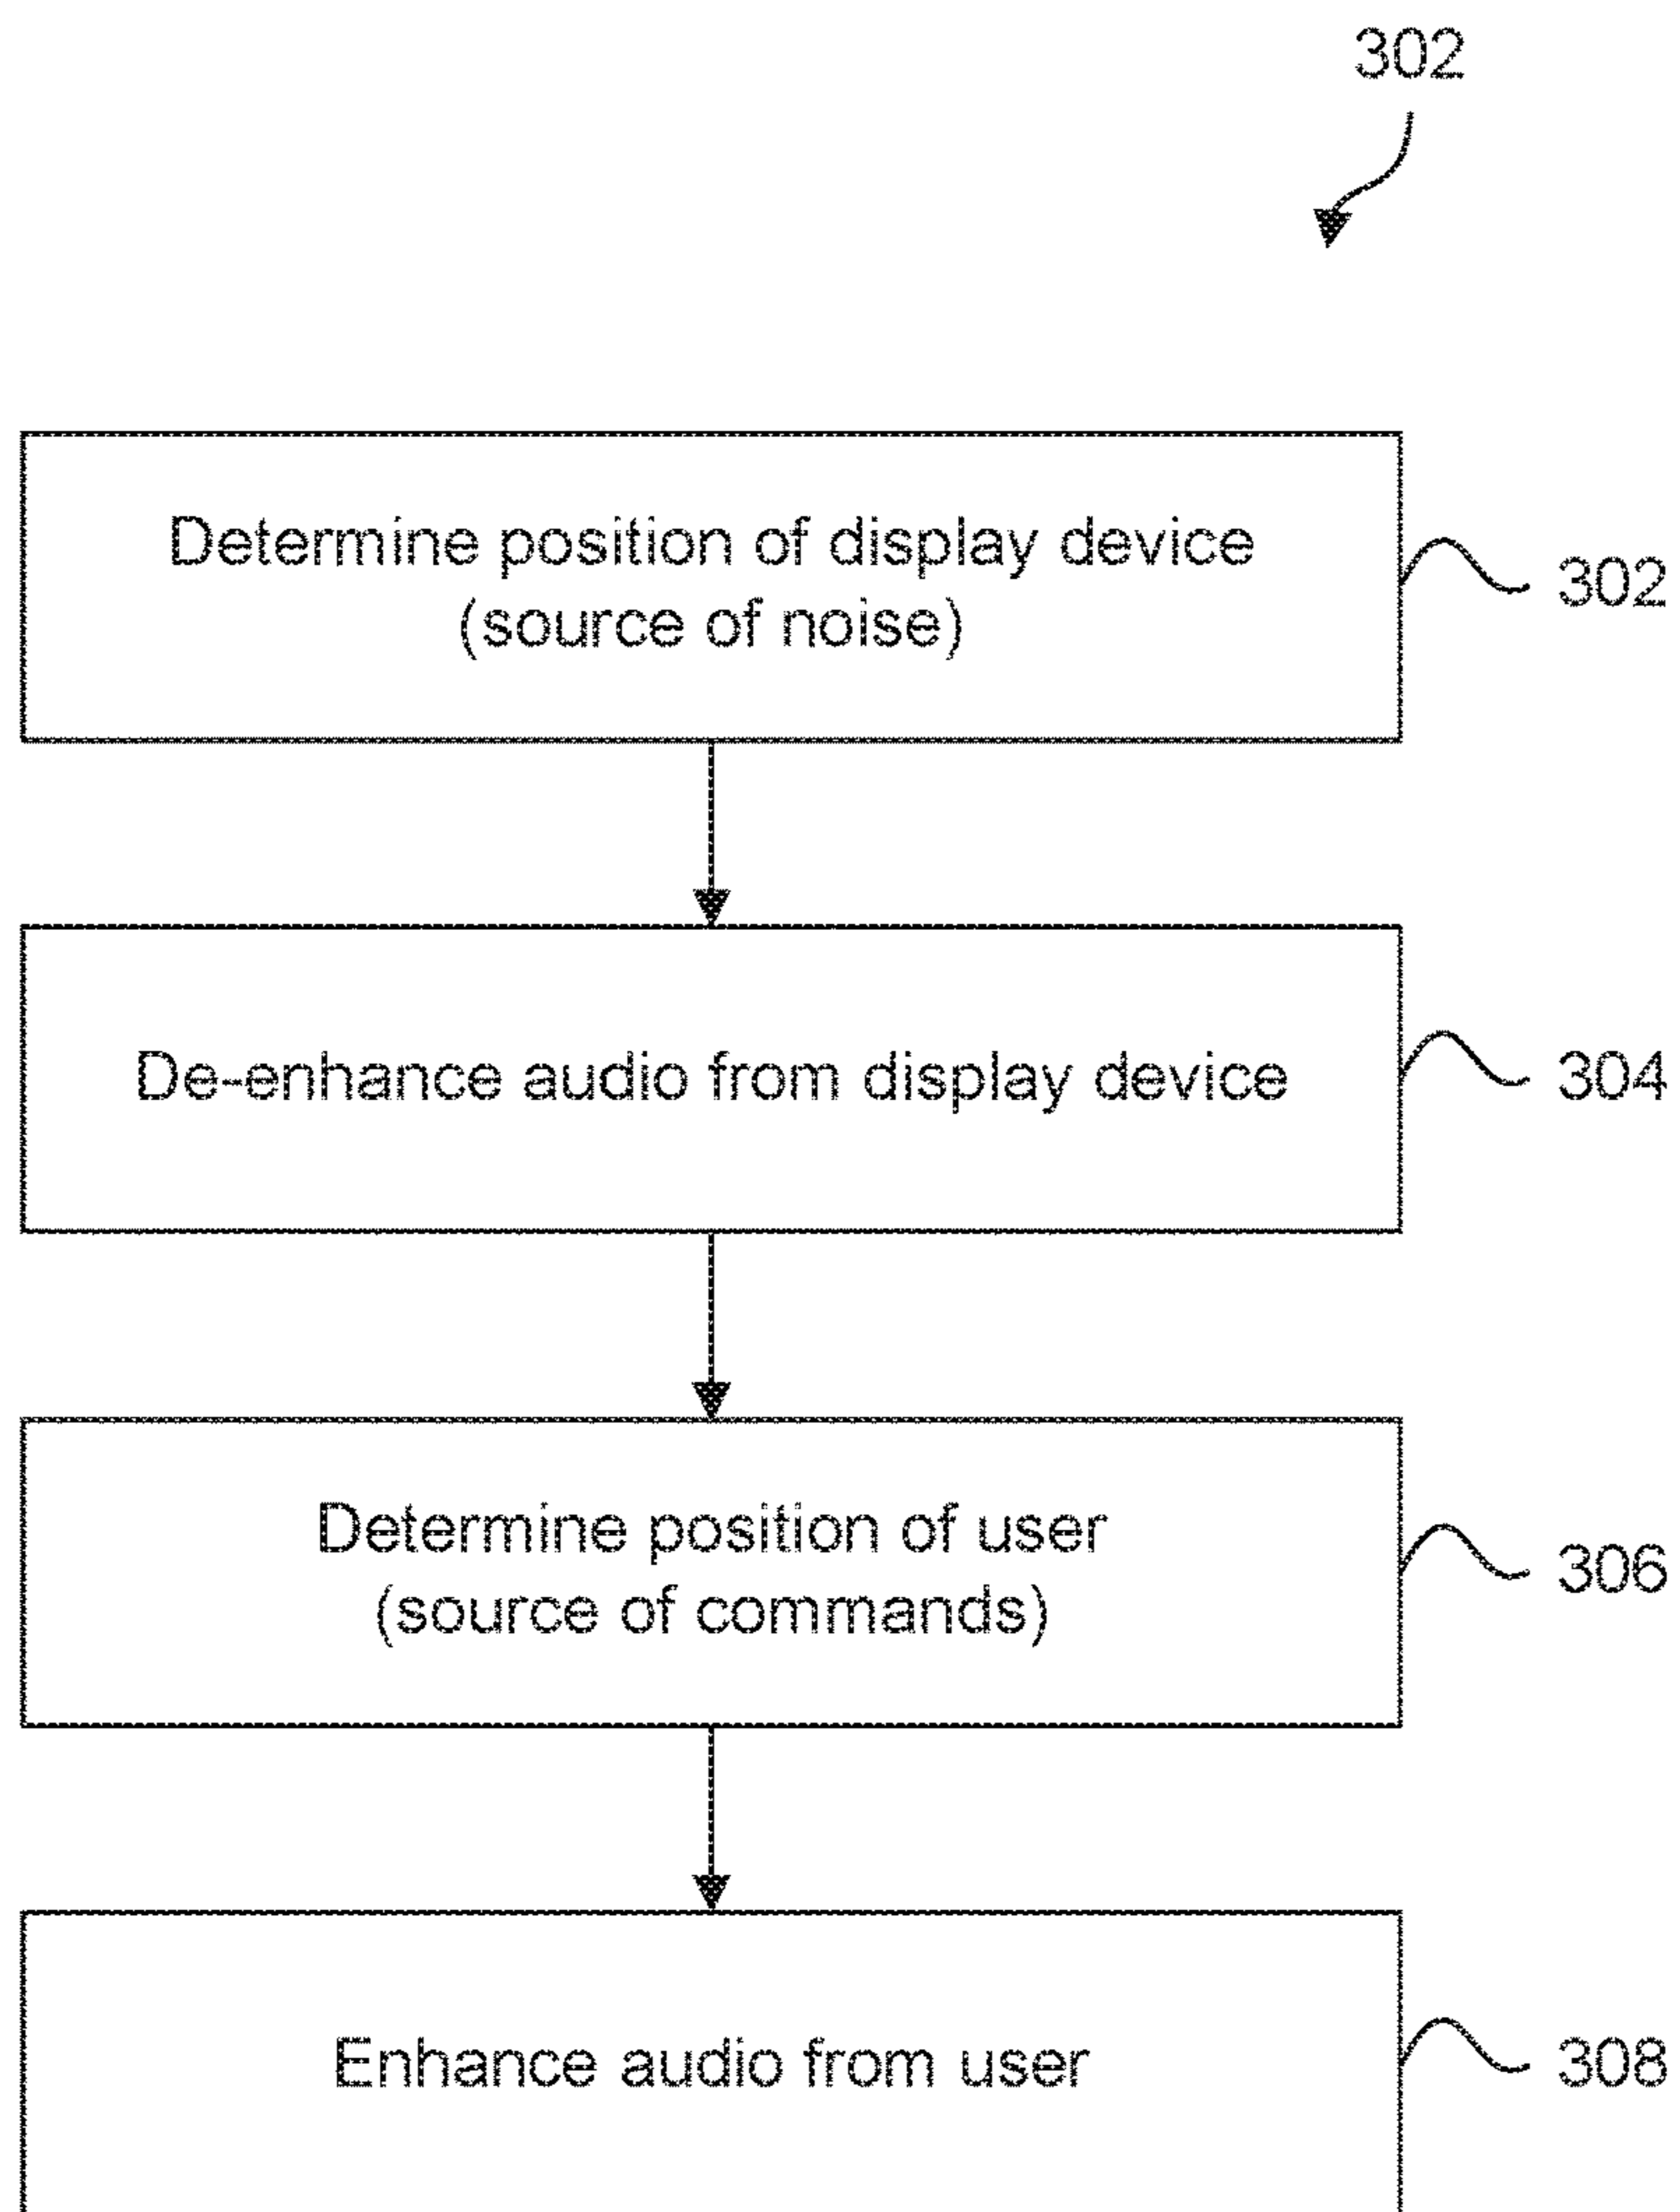 302
Determine position of display device
(source of noise)
302
De-enhance audio from display device
304
Determine position of user
(source of commands)
306
Enhance audio from user
308